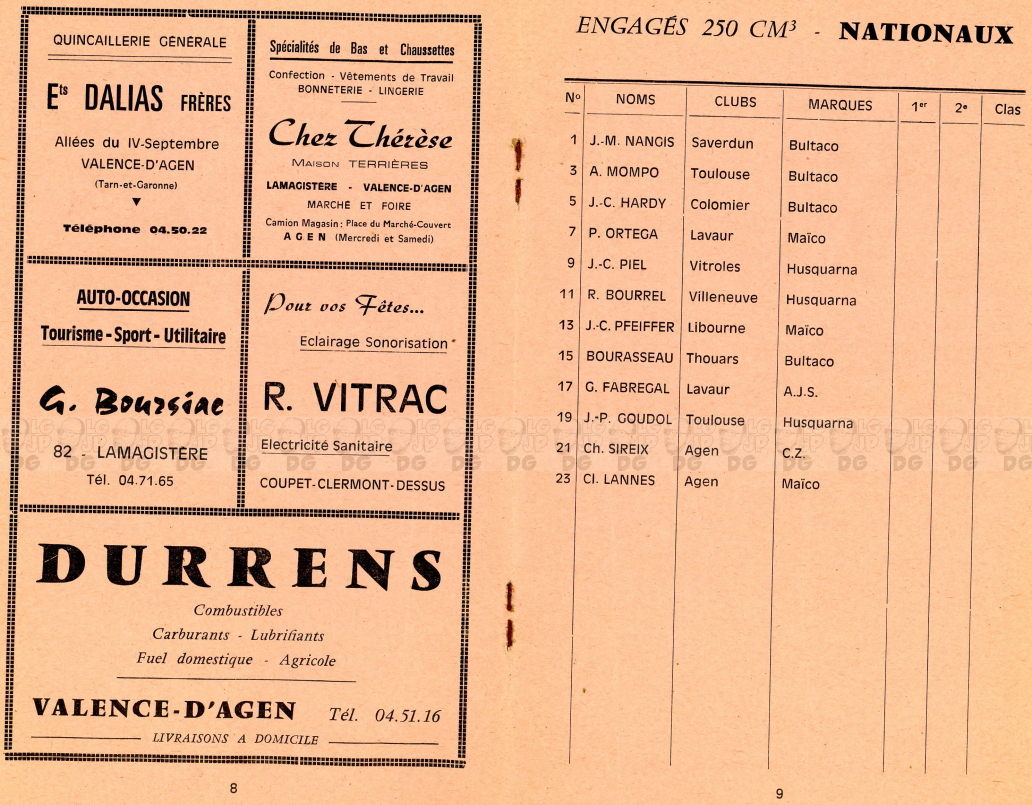 QUINCAILLERIE GÉNÉRALE
Ets DALIAS FRÈRES
Allées du IV-Septembre
VALENCE-D'AGEN
(Tarn-et-Garonne)
Téléphone 04.50.22
Spécialités de Bas et Chaussettes
Confection - Vêtements de Travail
BONNETERIE - LINGERIE
Chez Thérèse
MAISON TERRIÈRES
LAMAGISTÈRE - VALENCE-D'AGEN
MARCHÉ ET FOIRE
Camion Magasin : Place du Marché-Couvert
AGEN (Mercredi et Samedi)
AUTO-OCCASION
Tourisme - Sport - Utilitaire
G. Boursiac
82 - LAMAGISTÈRE
Tél. 04.71.65
Pour vos Fêtes...
Eclairage Sonorisation
R. VITRAC
Electricité Sanitaire
COUPET-CLERMONT-DESSUS
DURRENS
Combustibles
Carburants - Lubrifiants
Fuel domestique - Agricole
VALENCE-D'AGEN Tél. 04.51.16
LIVRAISONS A DOMICILE
8
ENGAGÉS 250 CM³ - NATIONAUX
No NOMS CLUBS MARQUES 1er 2e Clas
1 J.-M. NANGIS Saverdun Bultaco
3 A. MOMPO Toulouse Bultaco
5 J.-C. HARDY Colomier Bultaco
7 P. ORTEGA Lavaur Maïco
9 J.-C. PIEL Vitroles Husquarna
11 R. BOURREL Villeneuve Husquarna
13 J.-C. PFEIFFER Libourne Maïco
15 BOURASSEAU Thouars Bultaco
17 G. FABREGAL Lavaur A.J.S.
19 J.-P. GOUDOL Toulouse Husquarna
21 Ch. SIREIX Agen C.Z.
23 Cl. LANNES Agen Maïco
9